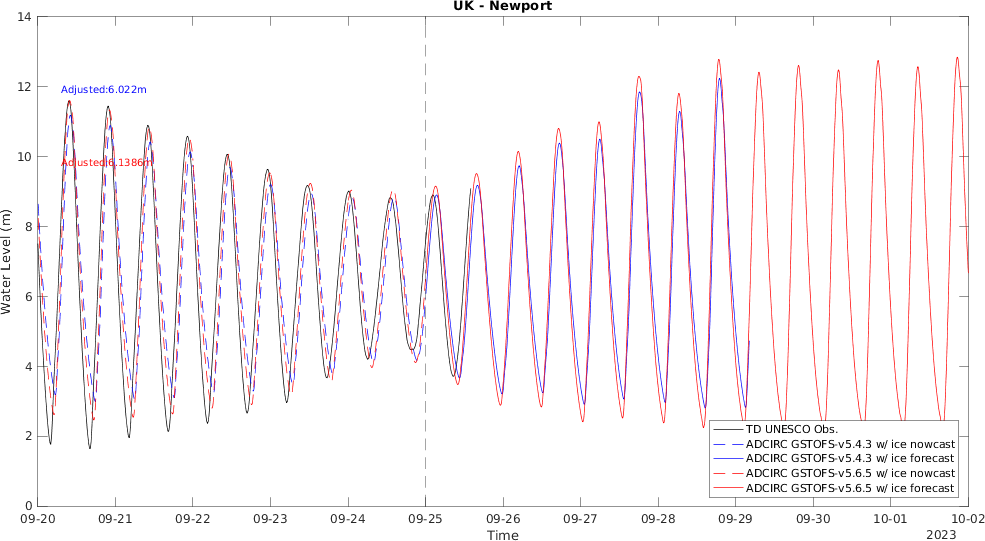 UK - Newport
14
12
10
8
6
4
2
0
Water Level (m)
Adjusted:6.022m
Adjusted:6.1386m
TD UNESCO Obs.
ADCIRC GSTOFS-v5.4.3 w/ ice nowcast
ADCIRC GSTOFS-v5.4.3 w/ ice forecast
ADCIRC GSTOFS-v5.6.5 w/ ice nowcast
ADCIRC GSTOFS-v5.6.5 w/ ice forecast
09-20 09-21 09-22 09-23 09-24 09-25 09-26 09-27 09-28 09-29 09-30 10-01 10-02
Time
2023